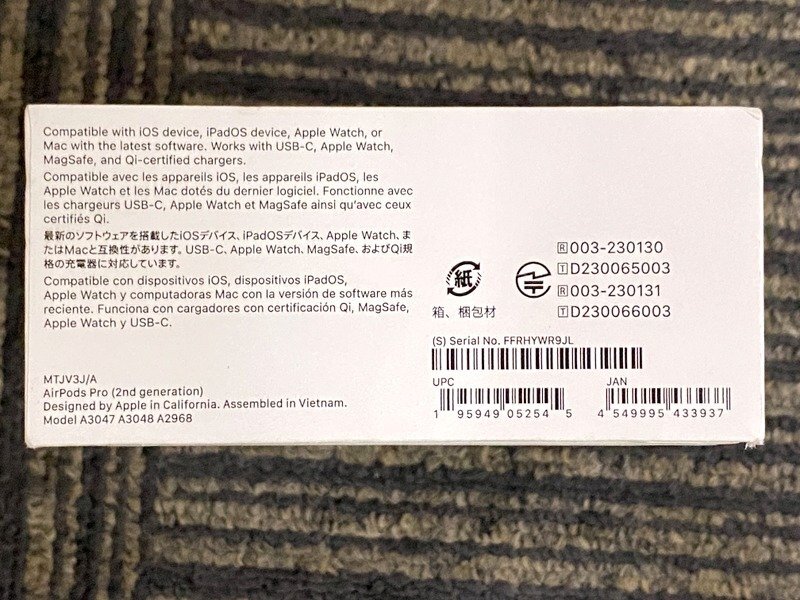 Compatible with iOS device, iPadOS device, Apple Watch, or
Mac with the latest software. Works with USB-C, Apple Watch,
MagSafe, and Qi-certified chargers.
Compatible avec les appareils iOS, les appareils iPadOS, les
Apple Watch et les Mac dotés du dernier logiciel. Fonctionne avec
les chargeurs USB-C, Apple Watch et MagSafe ainsi qu'avec ceux
certifiés Qi.
最新のソフトウェアを搭載したiOSデバイス、iPadOSデバイス、Apple Watch、ま
たはMacと互換性があります。USB-C、Apple Watch、MagSafe、およびQi規
格の充電器に対応しています。
Compatible con dispositivos iOS, dispositivos iPadOS,
Apple Watch y computadoras Mac con la versión de software más
reciente. Funciona con cargadores con certificación Qi, MagSafe,
Apple Watch y USB-C.
MTJV3J/A
AirPods Pro (2nd generation)
Designed by Apple in California. Assembled in Vietnam.
Model A3047 A3048 A2968
紙
箱、梱包材
R 003-230130
T D230065003
R 003-230131
T D230066003
(S) Serial No. FFRHYWR9JL
UPC
1 95949 05254 5
JAN
4 549995 433937